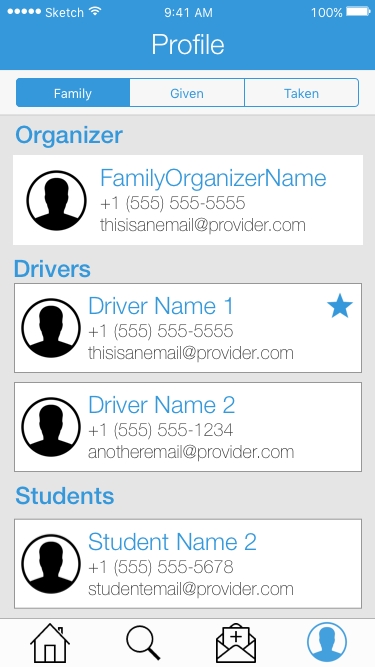 Sketch 9:41 AM 100%
Profile
Family Given Taken
Organizer
FamilyOrganizerName
+1 (555) 555-5555
thisisanemail@provider.com
Drivers
Driver Name 1
+1 (555) 555-5555
thisisanemail@provider.com
Driver Name 2
+1 (555) 555-1234
anotheremail@provider.com
Students
Student Name 2
+1 (555) 555-5678
studentemail@provider.com